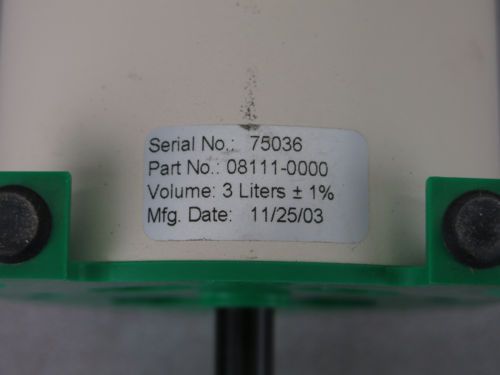 Serial No.: 75036
Part No.: 08111-0000
Volume: 3 Liters ± 1%
Mfg. Date: 11/25/03